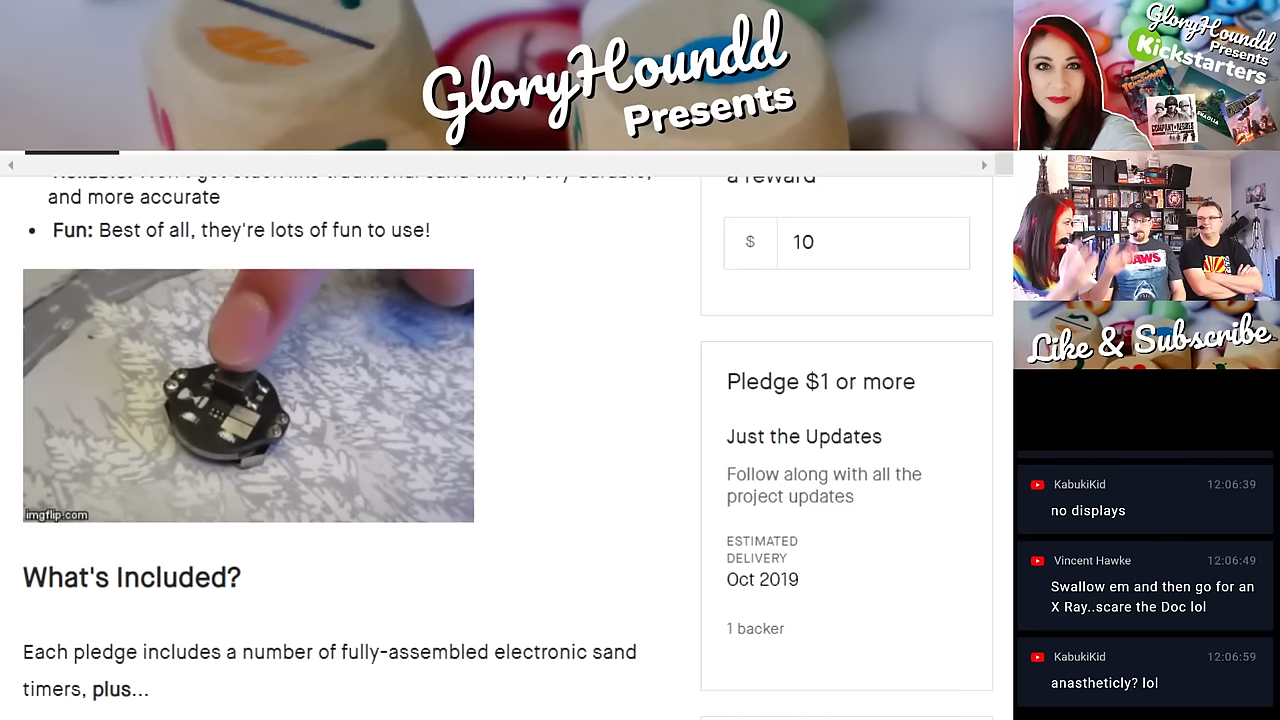 GloryHoundd
Presents
GloryHoundd
Presents
Kickstarters
and more accurate
• Fun: Best of all, they're lots of fun to use!
a reward
$ 10
imgflip.com
Pledge $1 or more
Just the Updates
Follow along with all the
project updates
ESTIMATED
DELIVERY
Oct 2019
1 backer
What's Included?
Each pledge includes a number of fully-assembled electronic sand
timers, plus...
JAWS
Like & Subscribe
KabukiKid 12:06:39
no displays
Vincent Hawke 12:06:49
Swallow em and then go for an
X Ray..scare the Doc lol
KabukiKid 12:06:59
anastheticly? lol